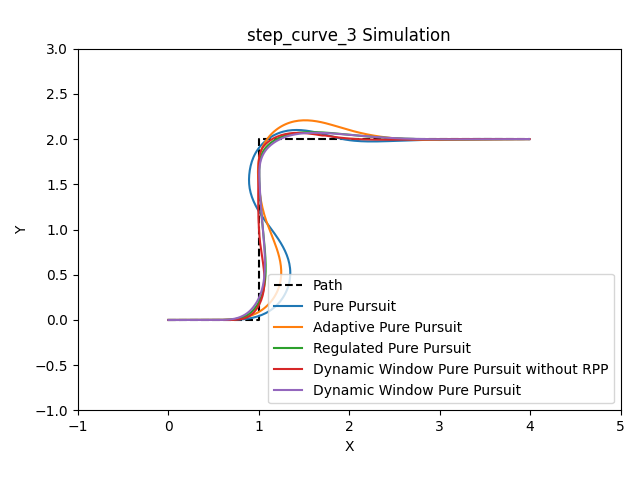 step_curve_3 Simulation
3.0
2.5
2.0
1.5
1.0
0.5
0.0
−0.5
−1.0
Y
Path
Pure Pursuit
Adaptive Pure Pursuit
Regulated Pure Pursuit
Dynamic Window Pure Pursuit without RPP
Dynamic Window Pure Pursuit
−1 0 1 2 3 4 5
X